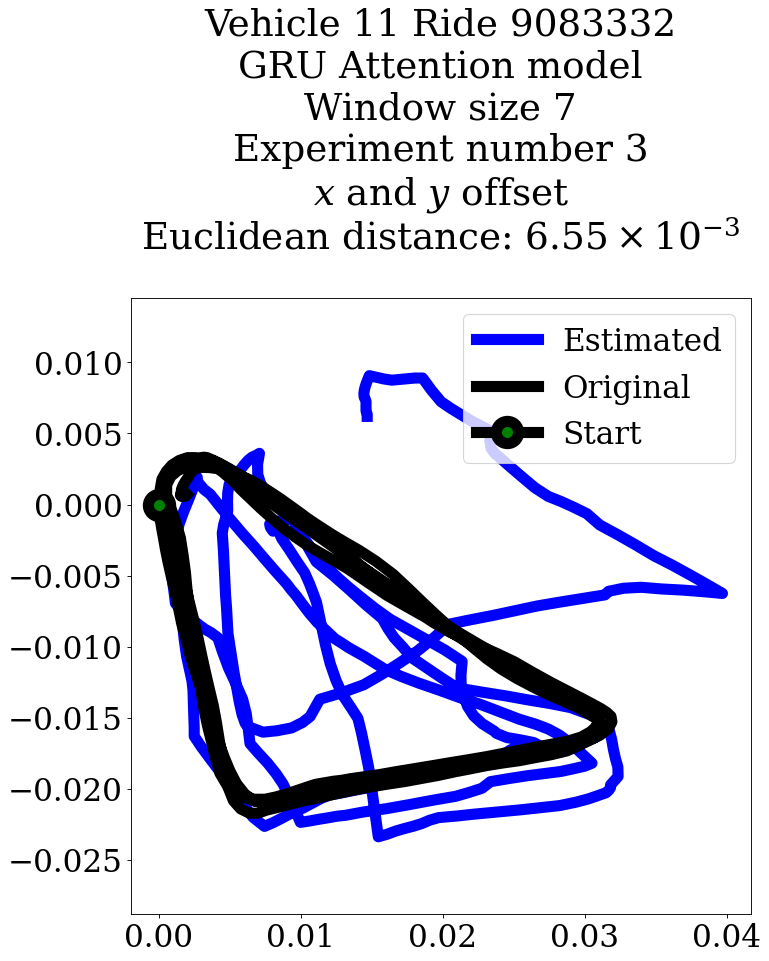 Vehicle 11 Ride 9083332
GRU Attention model
Window size 7
Experiment number 3
x and y offset
Euclidean distance: 6.55 × 10⁻³
Estimated
Original
Start
0.010
0.005
0.000
−0.005
−0.010
−0.015
−0.020
−0.025
0.00 0.01 0.02 0.03 0.04